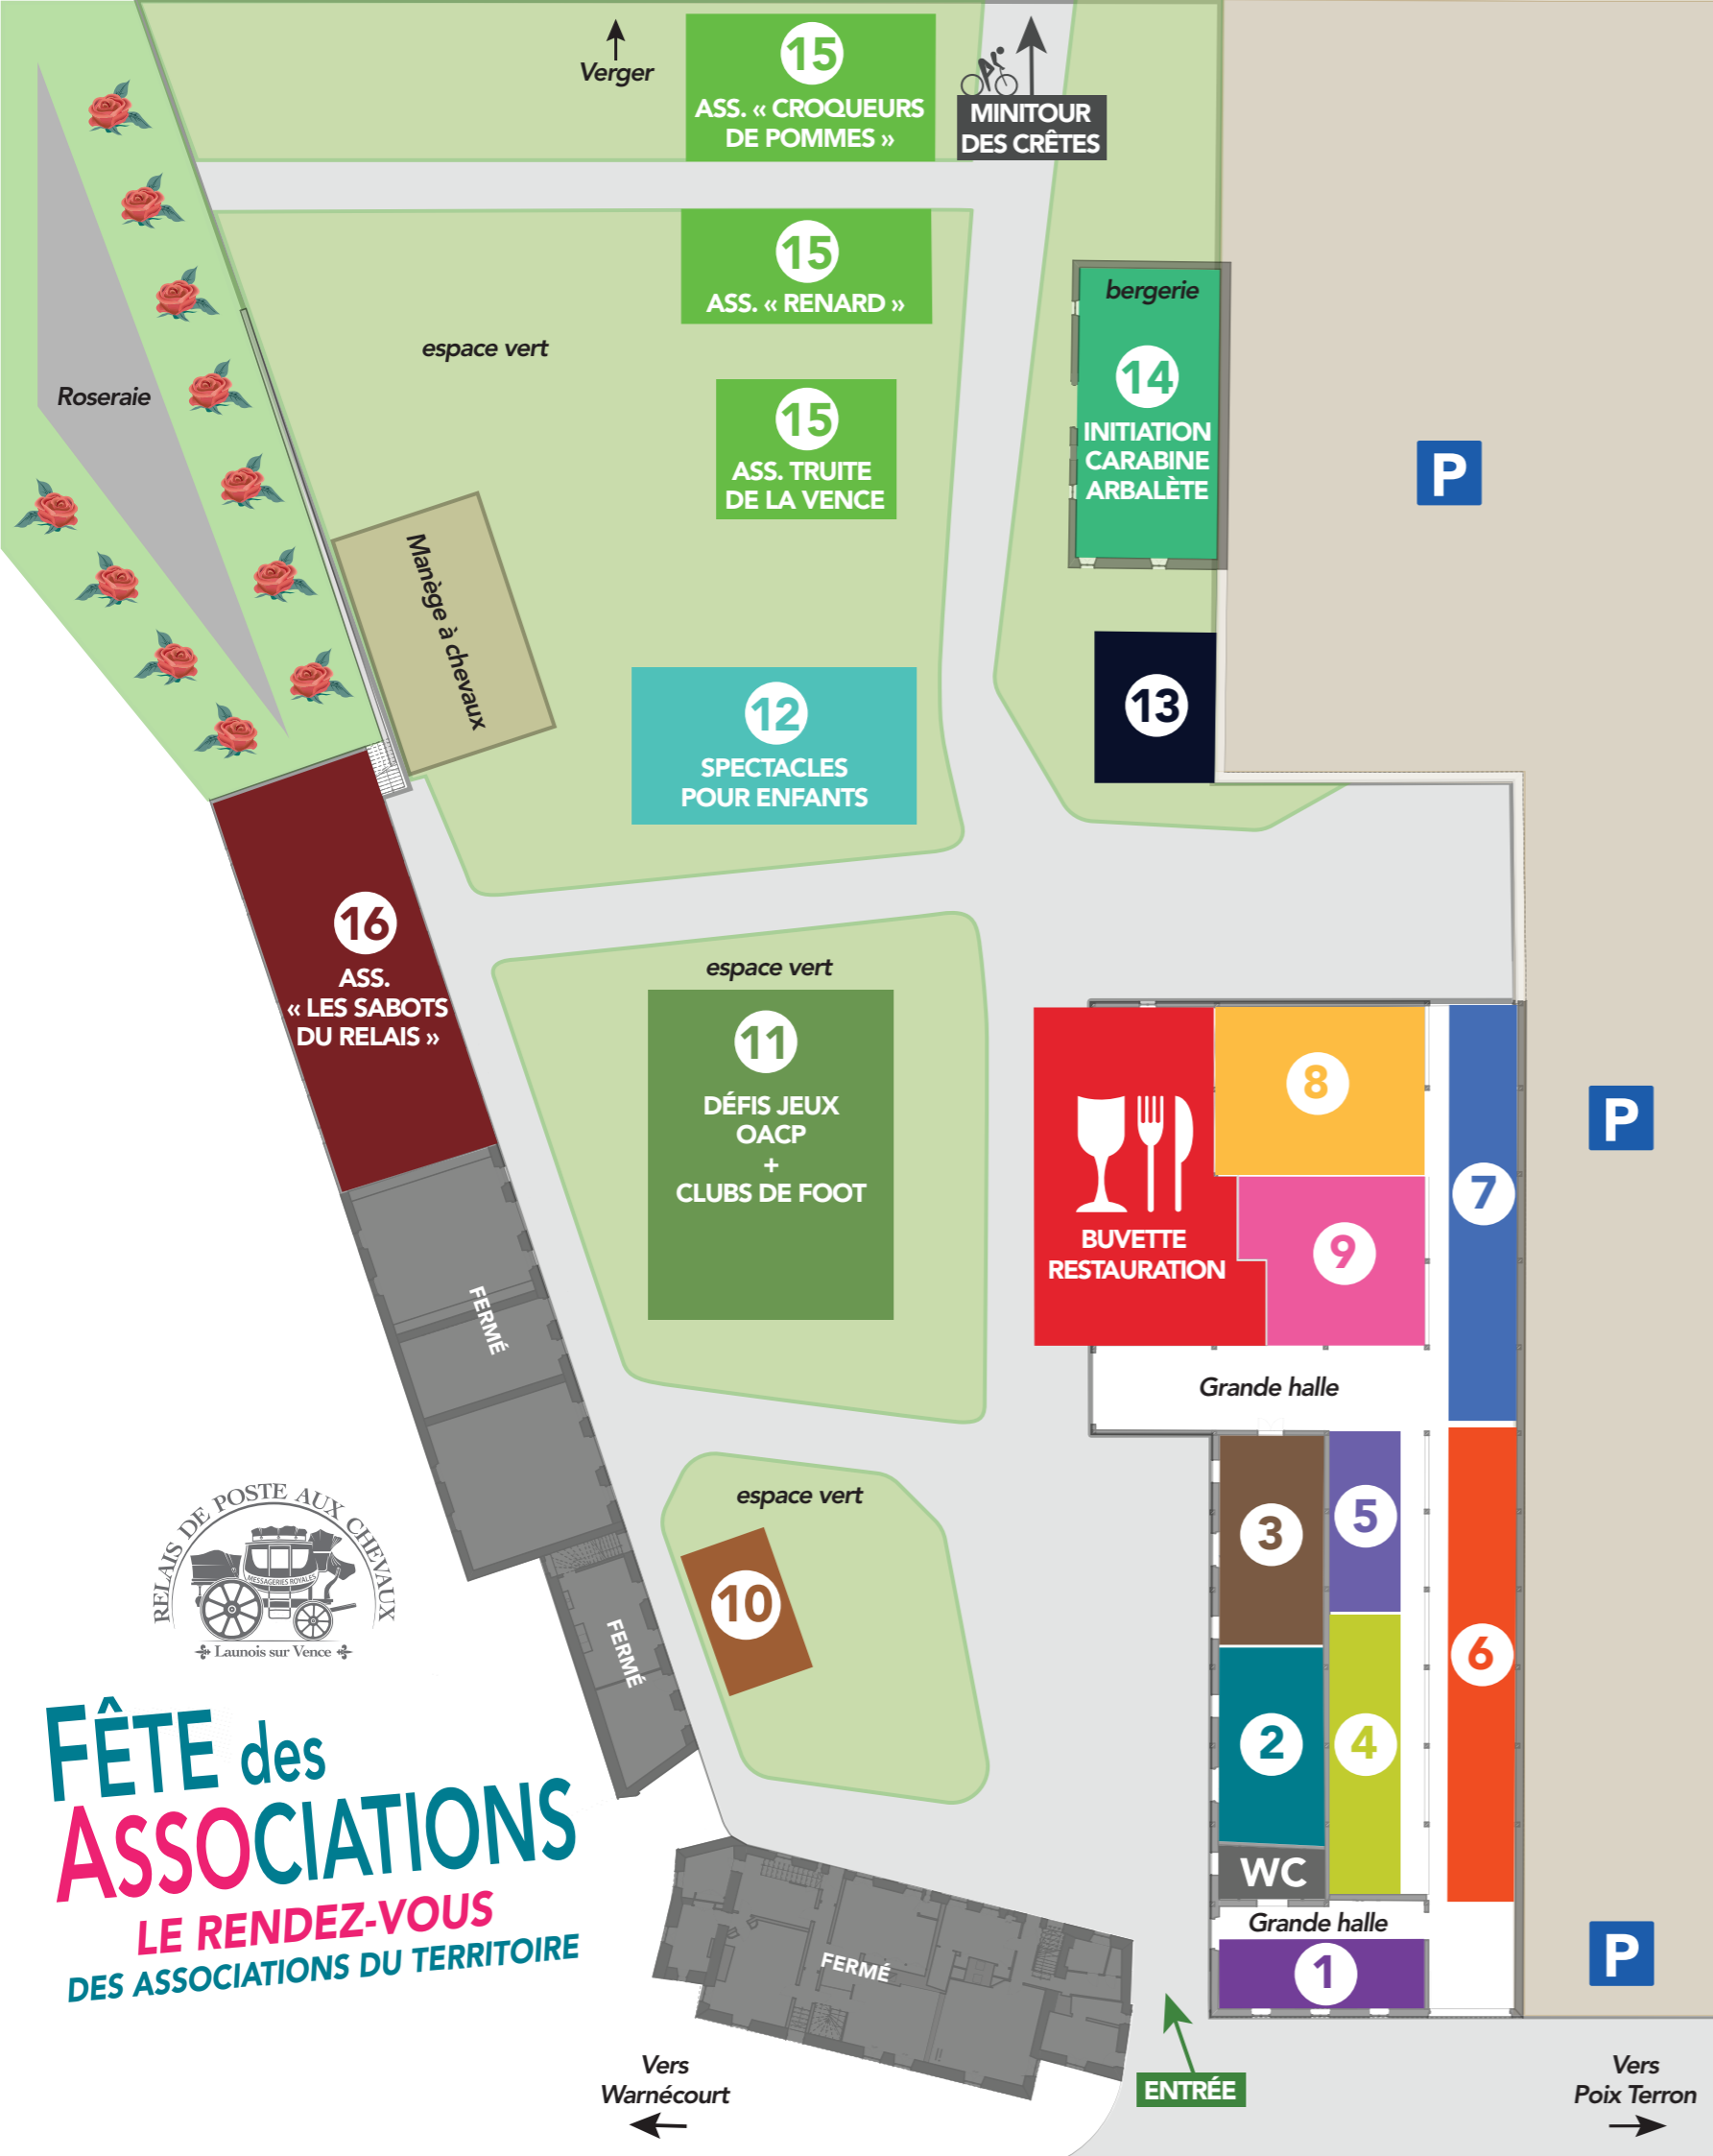 Verger
15
ASS. « CROQUEURS
DE POMMES »
MINITOUR
DES CRÊTES
15
ASS. « RENARD »
espace vert
bergerie
14
INITIATION
CARABINE
ARBALÈTE
Roseraie
15
ASS. TRUITE
DE LA VENCE
P
Manège à chevaux
12
SPECTACLES
POUR ENFANTS
13
16
ASS.
« LES SABOTS
DU RELAIS »
espace vert
11
DÉFIS JEUX
OACP
+
CLUBS DE FOOT
BUVETTE
RESTAURATION
8
9
7
P
Grande halle
FERMÉ
espace vert
10
3
5
6
2
4
WC
Grande halle
1
P
FERMÉ
FERMÉ
RELAIS DE POSTE AUX CHEVAUX
MESSAGERIES ROYALES
Launois sur Vence
FÊTE des
ASSOCIATIONS
LE RENDEZ-VOUS
DES ASSOCIATIONS DU TERRITOIRE
Vers
Warnécourt
ENTRÉE
Vers
Poix Terron